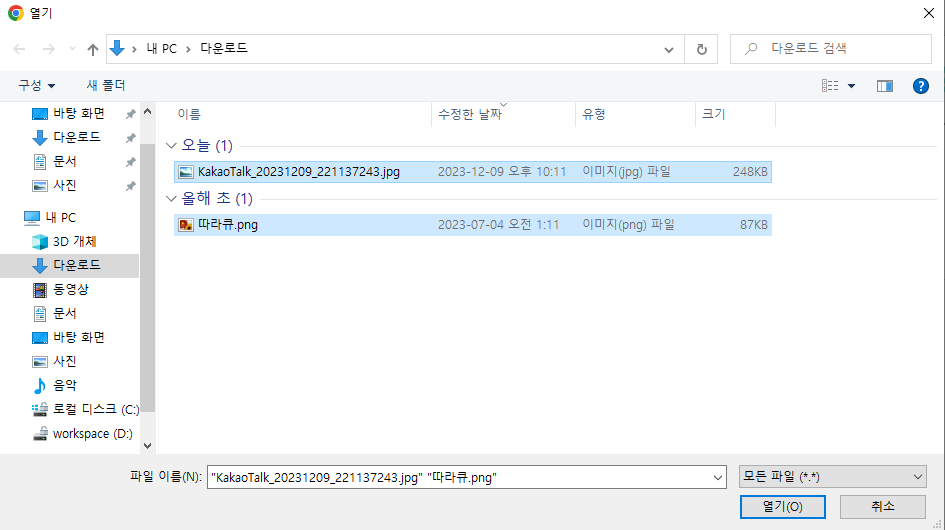 열기
내 PC
다운로드
다운로드 검색
구성
새 폴더
바탕 화면
다운로드
문서
사진
내 PC
3D 개체
다운로드
동영상
문서
바탕 화면
사진
음악
로컬 디스크 (C:)
workspace (D:)
이름 수정한 날짜 유형 크기
오늘 (1)
KakaoTalk_20231209_221137243.jpg 2023-12-09 오후 10:11 이미지(jpg) 파일 248KB
올해 초 (1)
따라큐.png 2023-07-04 오전 1:11 이미지(png) 파일 87KB
파일 이름(N): "KakaoTalk_20231209_221137243.jpg" "따라큐.png" 모든 파일 (*.*)
열기(O) 취소